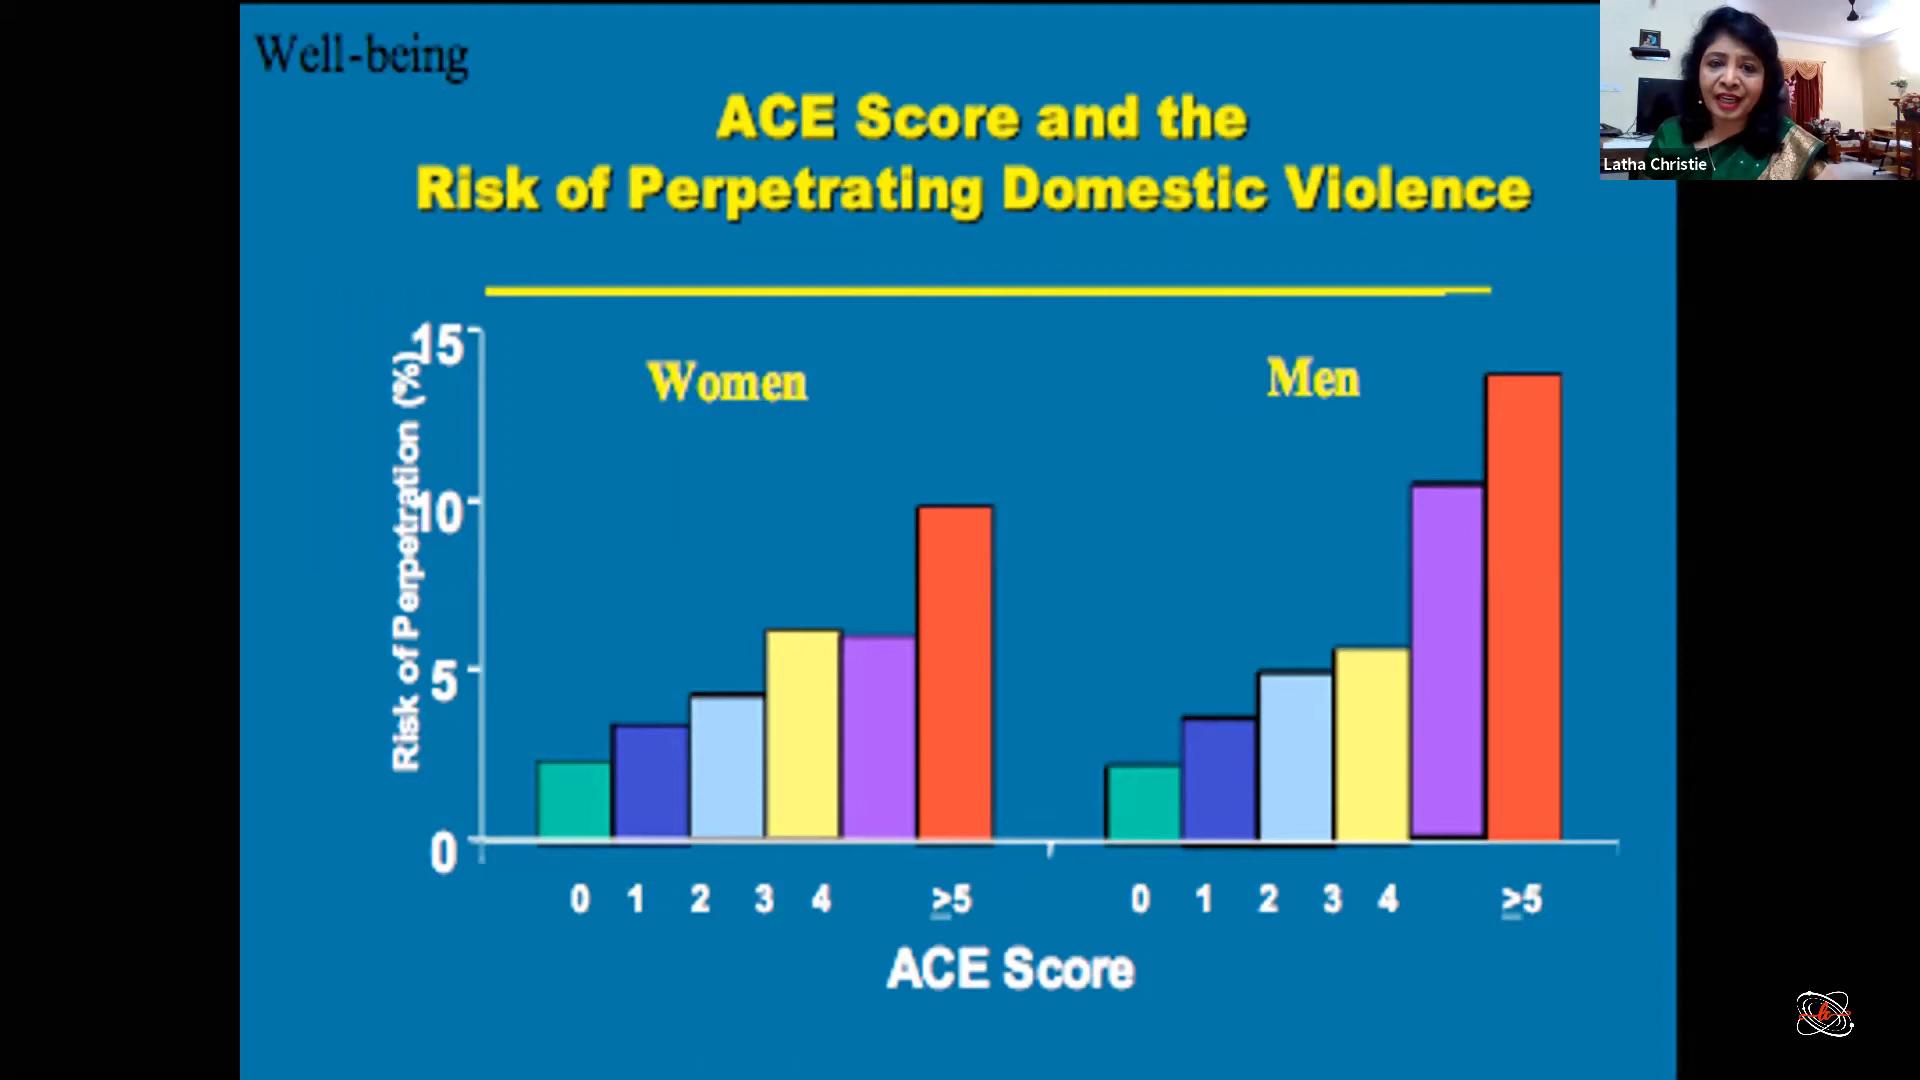 Well-being
ACE Score and the
Risk of Perpetrating Domestic Violence
Latha Christie
Women
Men
Risk of Perpetration (%)
15
10
5
0
0 1 2 3 4 >5
0 1 2 3 4 >5
ACE Score